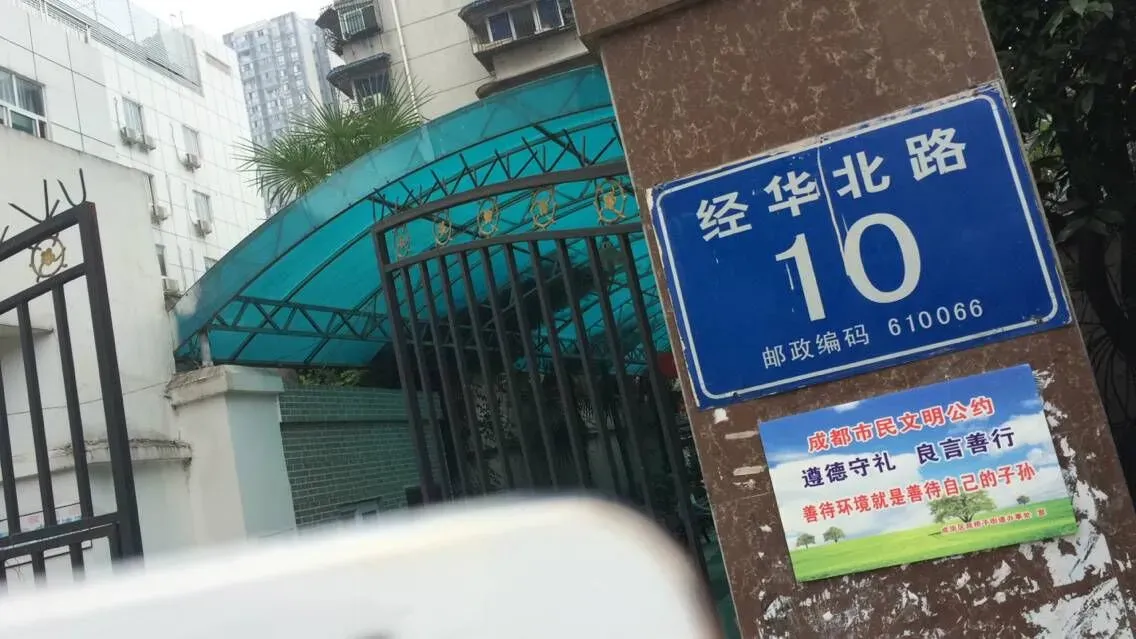 经华北路
10
邮政编码 610066
成都市民文明公约
遵德守礼 良言善行
善待环境就是善待自己的子孙